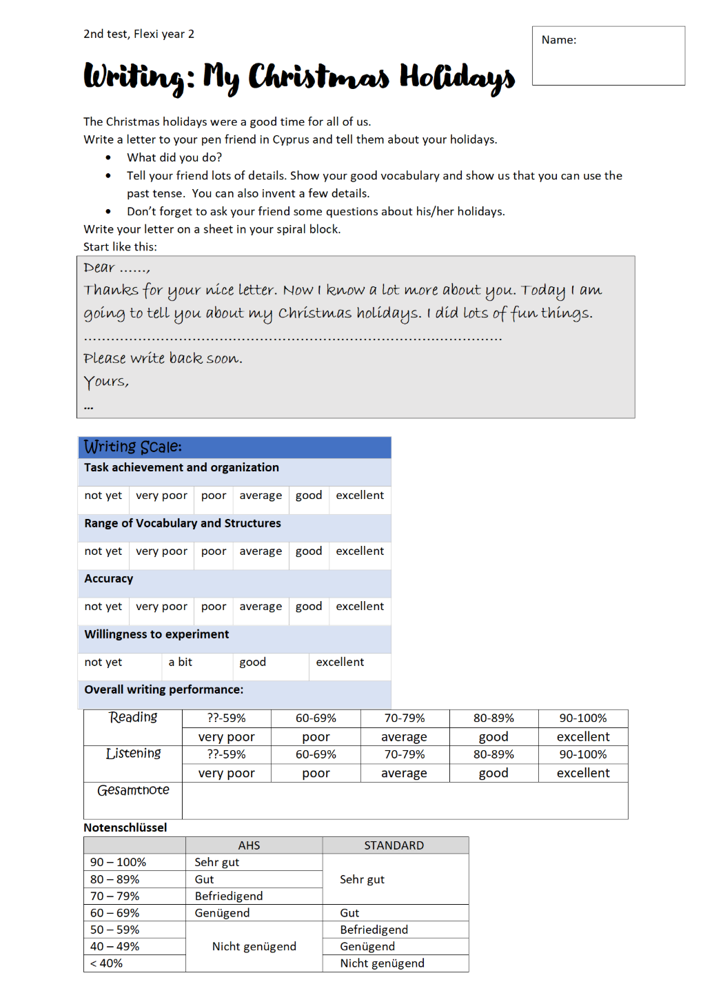 2nd test, Flexi year 2
Name:
Writing: My Christmas Holidays
The Christmas holidays were a good time for all of us.
Write a letter to your pen friend in Cyprus and tell them about your holidays.
• What did you do?
• Tell your friend lots of details. Show your good vocabulary and show us that you can use the
past tense.  You can also invent a few details.
• Don’t forget to ask your friend some questions about his/her holidays.
Write your letter on a sheet in your spiral block.
Start like this:
Dear ......,
Thanks for your nice letter. Now I know a lot more about you. Today I am
going to tell you about my Christmas holidays. I did lots of fun things.
.............................................................................................
Please write back soon.
Yours,
...
Writing Scale:
Task achievement and organization
not yet very poor poor average good excellent
Range of Vocabulary and Structures
not yet very poor poor average good excellent
Accuracy
not yet very poor poor average good excellent
Willingness to experiment
not yet a bit good excellent
Overall writing performance:
Reading ??-59% 60-69% 70-79% 80-89% 90-100%
very poor poor average good excellent
Listening ??-59% 60-69% 70-79% 80-89% 90-100%
very poor poor average good excellent
Gesamtnote
Notenschlüssel
AHS STANDARD
90 – 100% Sehr gut
80 – 89% Gut Sehr gut
70 – 79% Befriedigend
60 – 69% Genügend Gut
50 – 59% Befriedigend
40 – 49% Nicht genügend Genügend
< 40% Nicht genügend